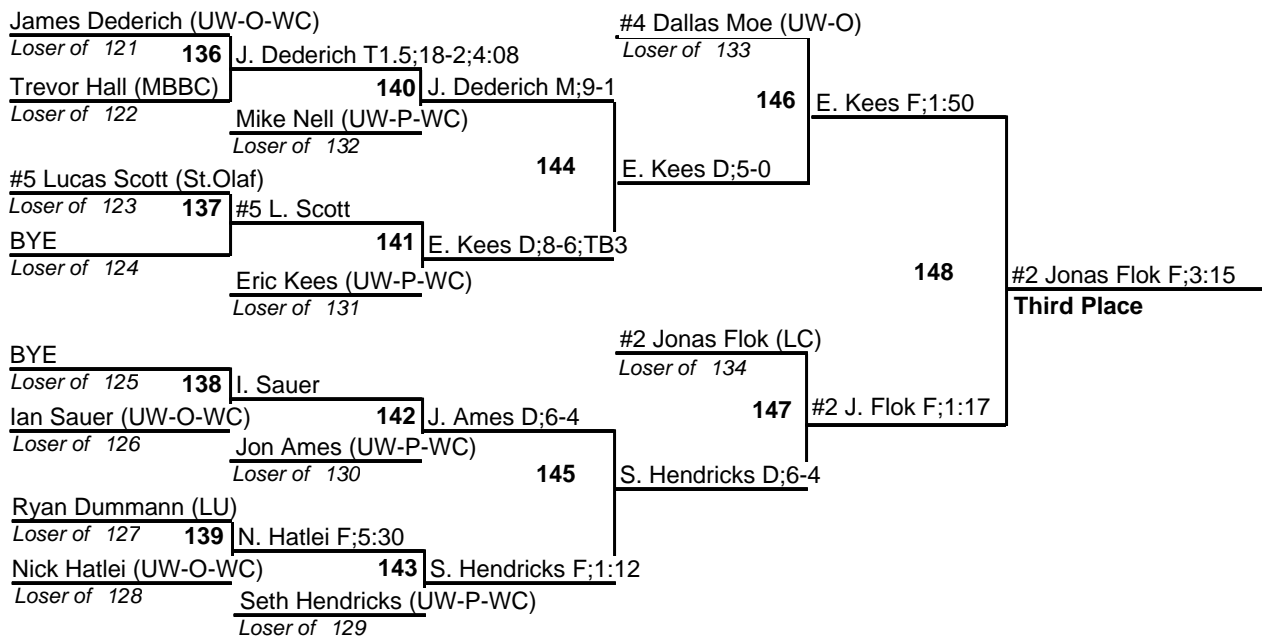 James Dederich (UW-O-WC)
Loser of 121
136
J. Dederich T1.5;18-2;4:08
Trevor Hall (MBBC)
Loser of 122
140
J. Dederich M;9-1
Mike Nell (UW-P-WC)
Loser of 132
#5 Lucas Scott (St.Olaf)
Loser of 123
137
#5 L. Scott
BYE
Loser of 124
141
E. Kees D;8-6;TB3
Eric Kees (UW-P-WC)
Loser of 131
144
E. Kees D;5-0
#4 Dallas Moe (UW-O)
Loser of 133
146
E. Kees F;1:50
BYE
Loser of 125
138
I. Sauer
Ian Sauer (UW-O-WC)
Loser of 126
142
J. Ames D;6-4
Jon Ames (UW-P-WC)
Loser of 130
Ryan Dummann (LU)
Loser of 127
139
N. Hatlei F;5:30
Nick Hatlei (UW-O-WC)
Loser of 128
143
S. Hendricks F;1:12
Seth Hendricks (UW-P-WC)
Loser of 129
145
S. Hendricks D;6-4
#2 Jonas Flok (LC)
Loser of 134
147
#2 J. Flok F;1:17
148
#2 Jonas Flok F;3:15
Third Place